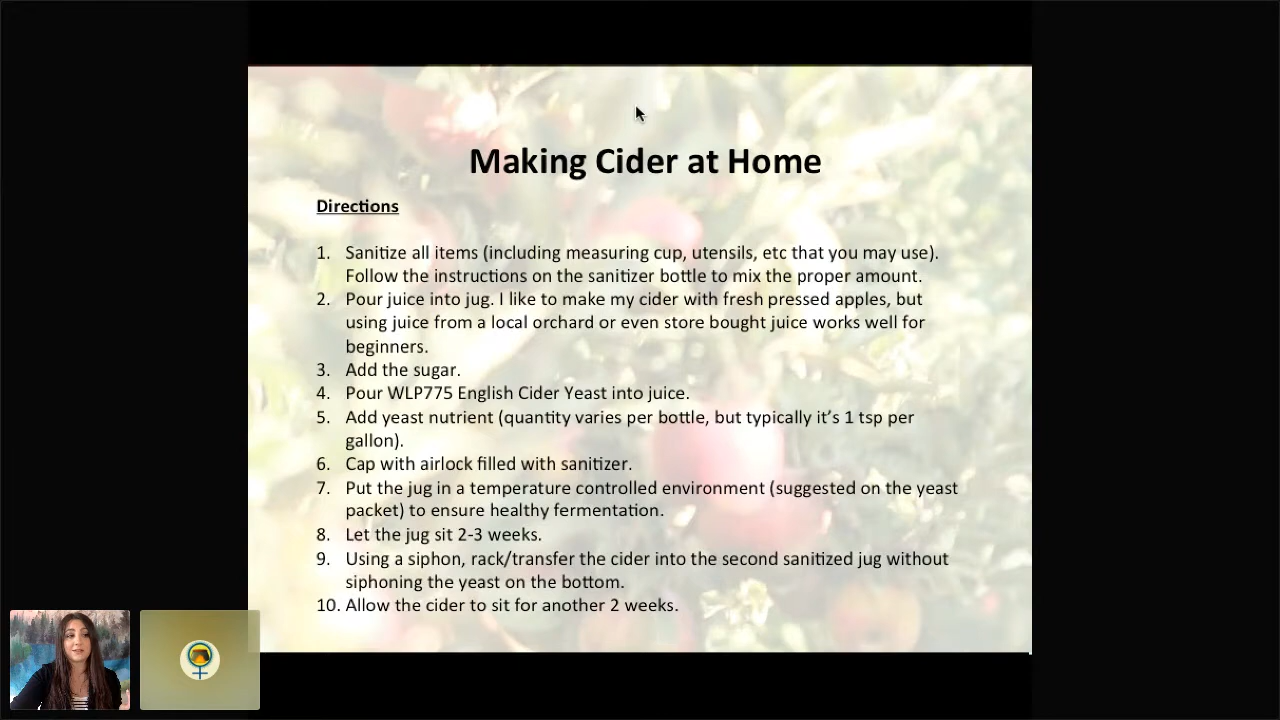 Making Cider at Home
Directions
1. Sanitize all items (including measuring cup, utensils, etc that you may use).
Follow the instructions on the sanitizer bottle to mix the proper amount.
2. Pour juice into jug. I like to make my cider with fresh pressed apples, but
using juice from a local orchard or even store bought juice works well for
beginners.
3. Add the sugar.
4. Pour WLP775 English Cider Yeast into juice.
5. Add yeast nutrient (quantity varies per bottle, but typically it’s 1 tsp per
gallon).
6. Cap with airlock filled with sanitizer.
7. Put the jug in a temperature controlled environment (suggested on the yeast
packet) to ensure healthy fermentation.
8. Let the jug sit 2-3 weeks.
9. Using a siphon, rack/transfer the cider into the second sanitized jug without
siphoning the yeast on the bottom.
10. Allow the cider to sit for another 2 weeks.